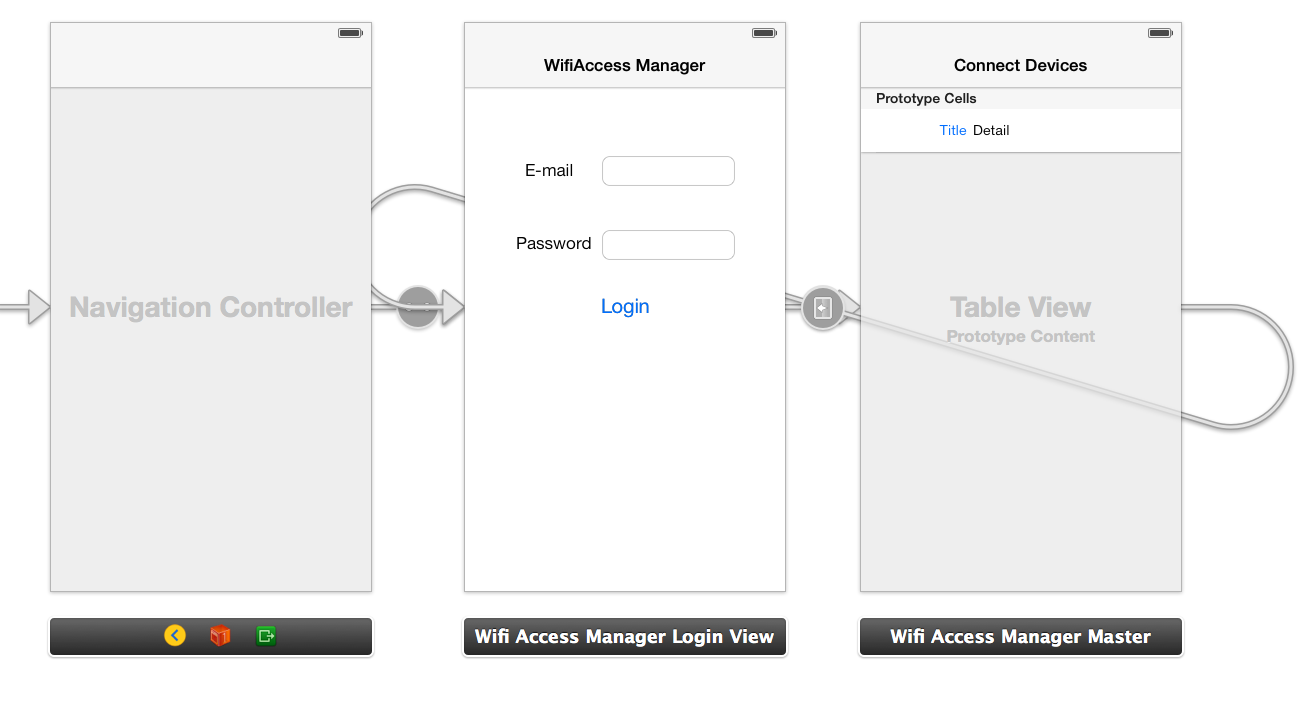 Navigation Controller
WifiAccess Manager
E-mail
Password
Login
Wifi Access Manager Login View
Connect Devices
Prototype Cells
Title Detail
Table View
Prototype Content
Wifi Access Manager Master